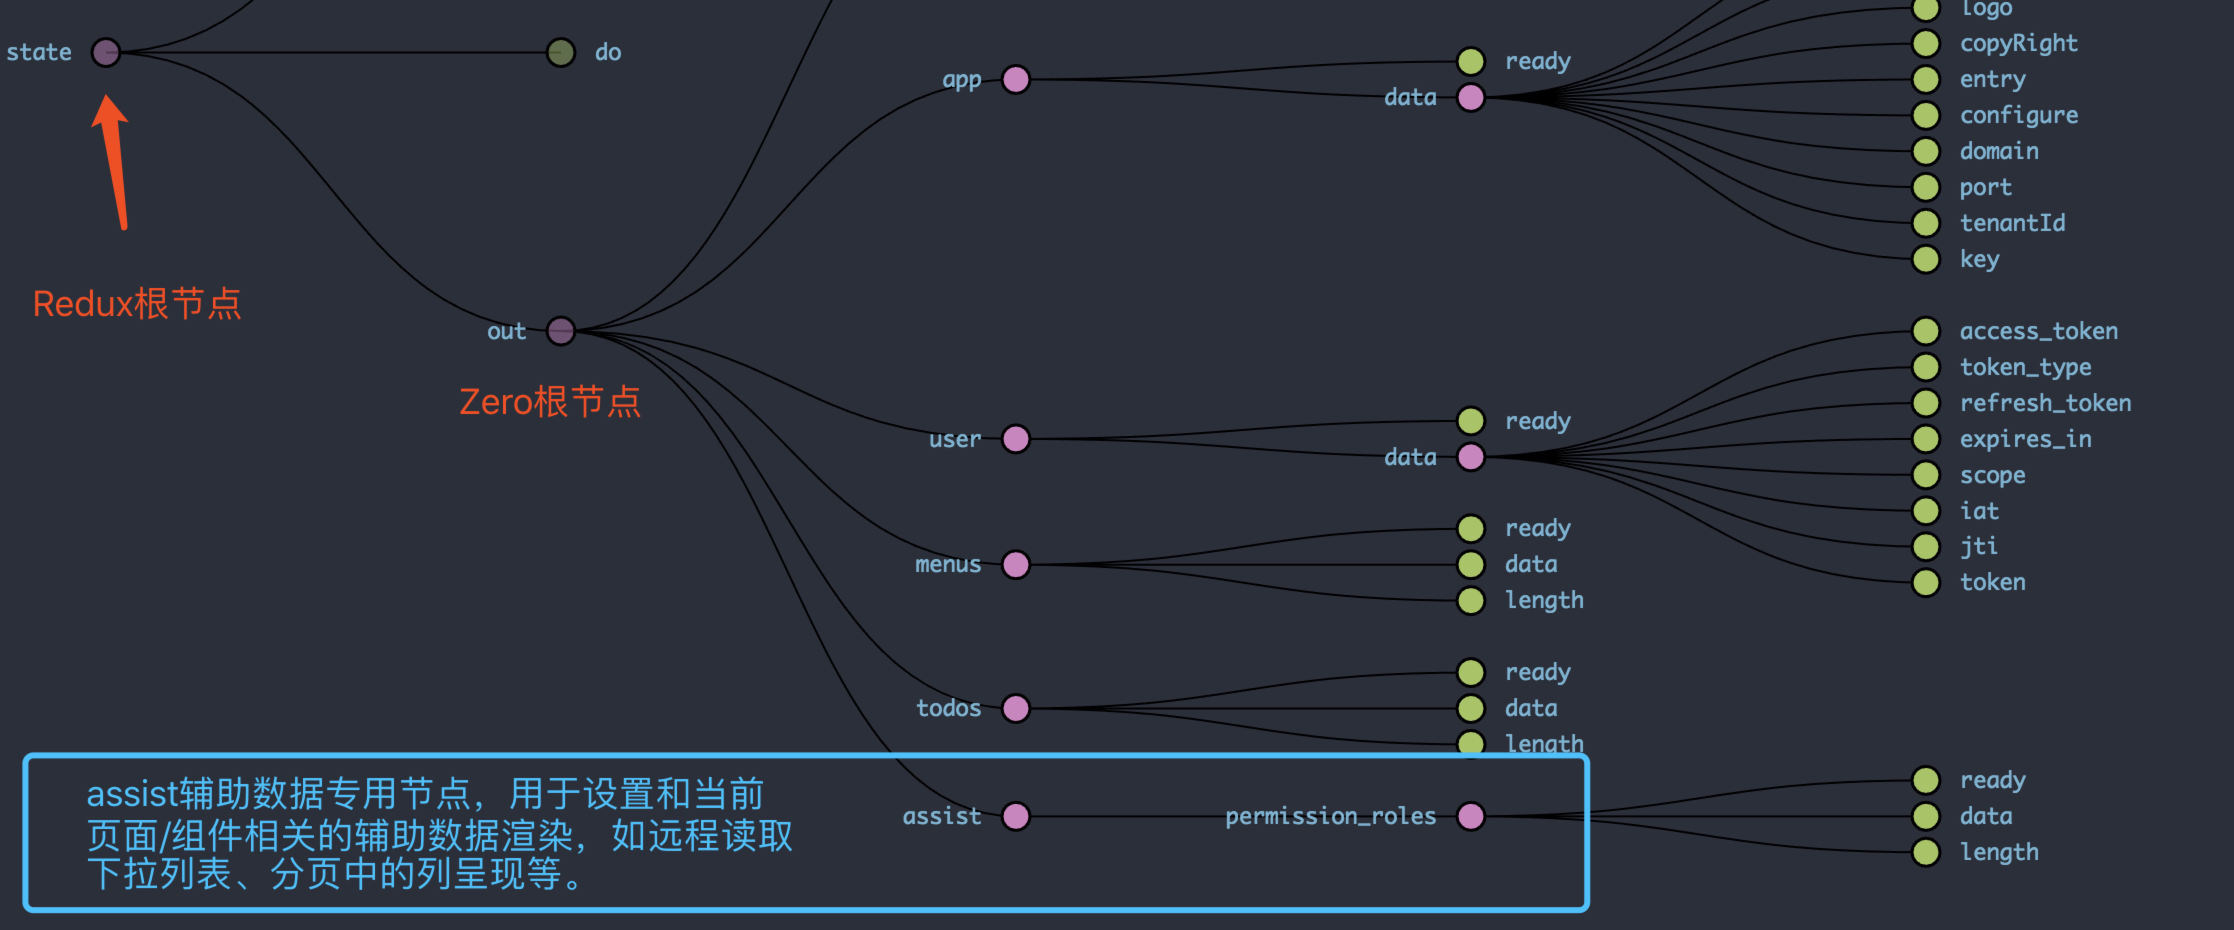 state
do
Redux根节点
out
Zero根节点
app
ready
data
logo
copyRight
entry
configure
domain
port
tenantId
key
user
ready
data
access_token
token_type
refresh_token
expires_in
scope
iat
jti
token
menus
ready
data
length
todos
ready
data
length
assist辅助数据专用节点，用于设置和当前
页面/组件相关的辅助数据渲染，如远程读取
下拉列表、分页中的列呈现等。
assist
permission_roles
ready
data
length